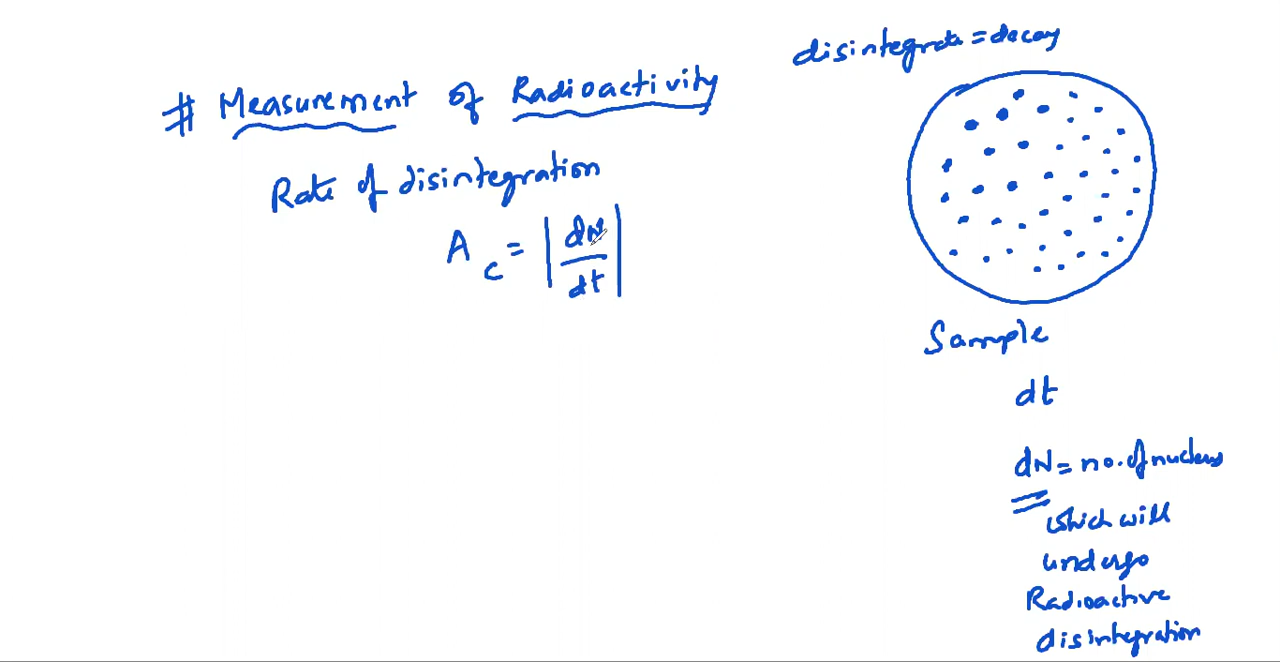 disintegrate = decay
# Measurement of Radioactivity
Rate of disintegration
A c = | dN / dt |
Sample
dt
dN = no. of nucleus
which will
undergo
Radioactive
disintegration